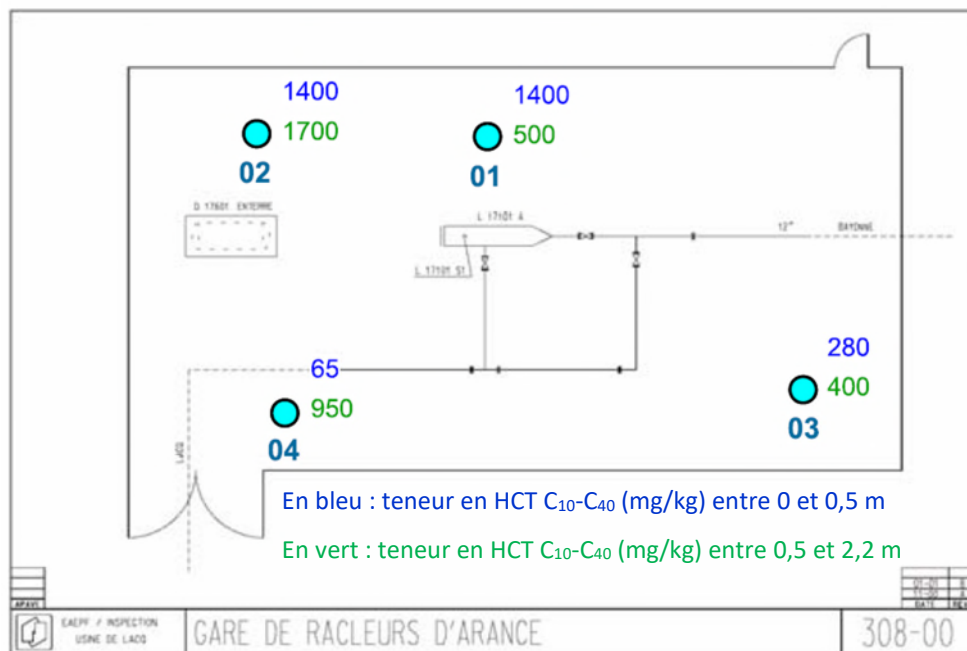 1400
1400
1700
500
02
01
D 17601 ENTERRE
L 17101 A
12"
BAYONNE
L 17101 S1
280
65
400
950
03
04
En bleu : teneur en HCT C₁₀-C₄₀ (mg/kg) entre 0 et 0,5 m
En vert : teneur en HCT C₁₀-C₄₀ (mg/kg) entre 0,5 et 2,2 m
APAVE
DATE
EAEPF / INSPECTION
USINE DE LACQ
GARE DE RACLEURS D'ARANCE
308-00